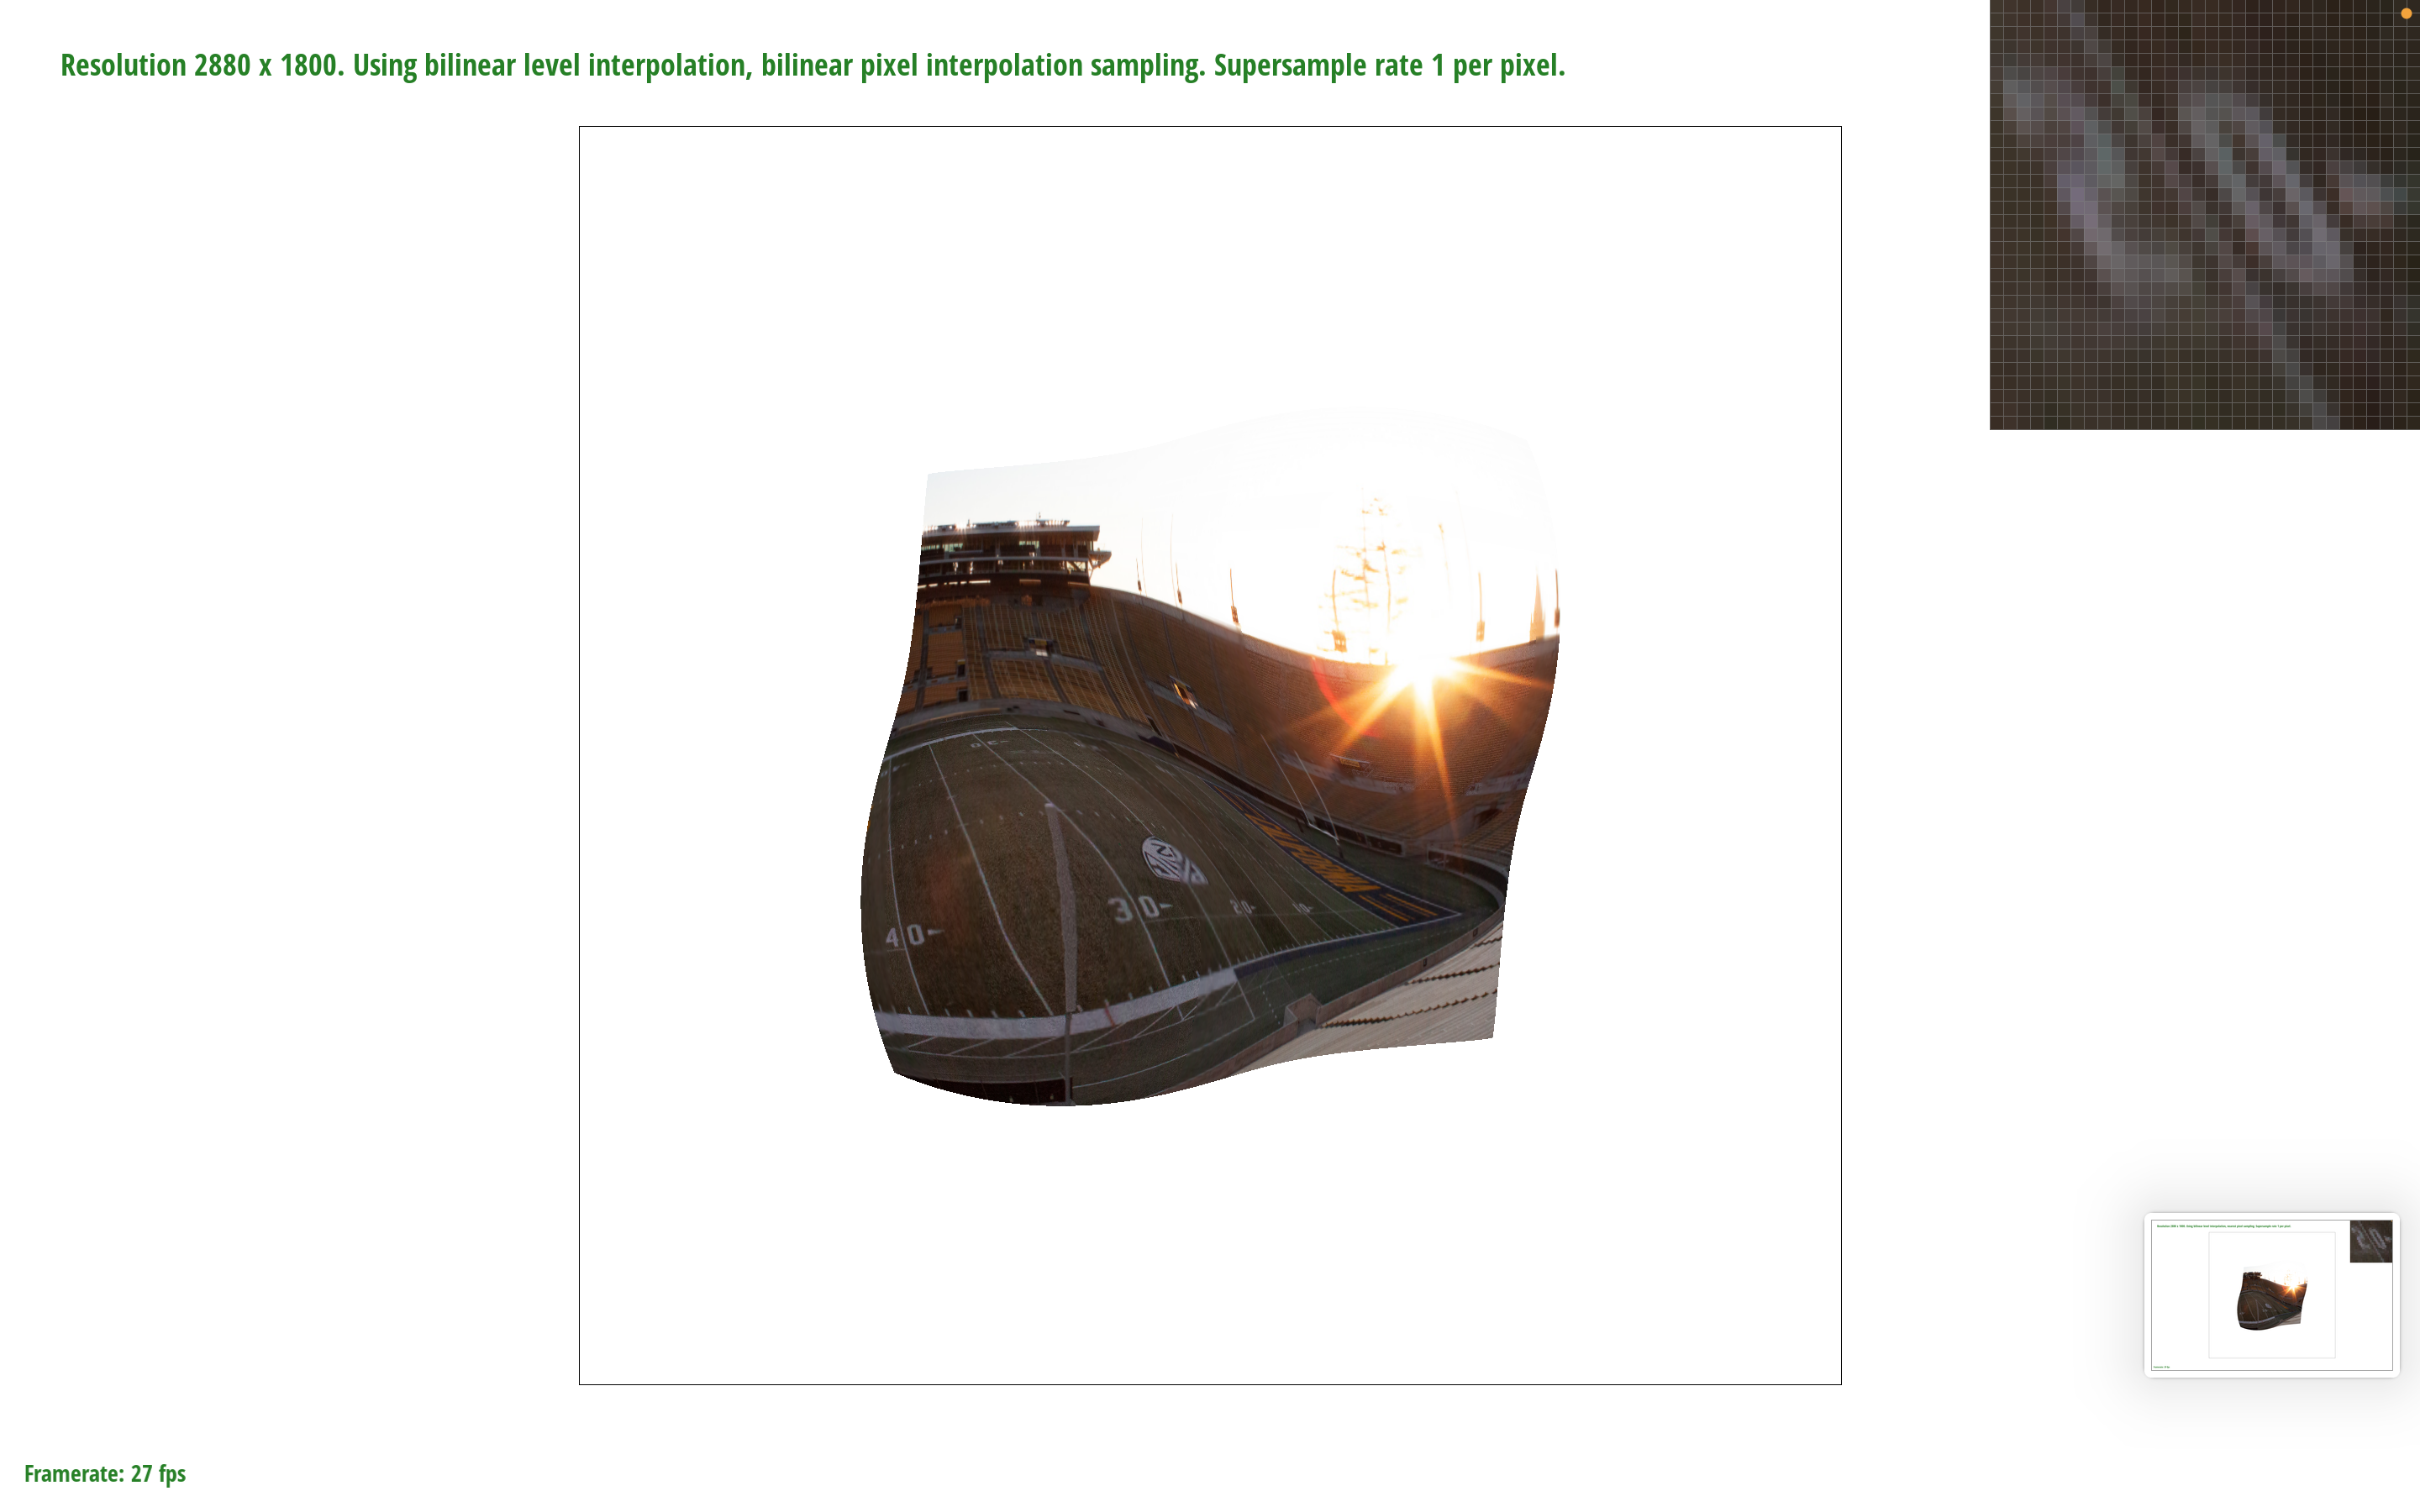 Resolution 2880 x 1800. Using bilinear level interpolation, bilinear pixel interpolation sampling. Supersample rate 1 per pixel.
40-
30-
20-
10-
Framerate: 27 fps